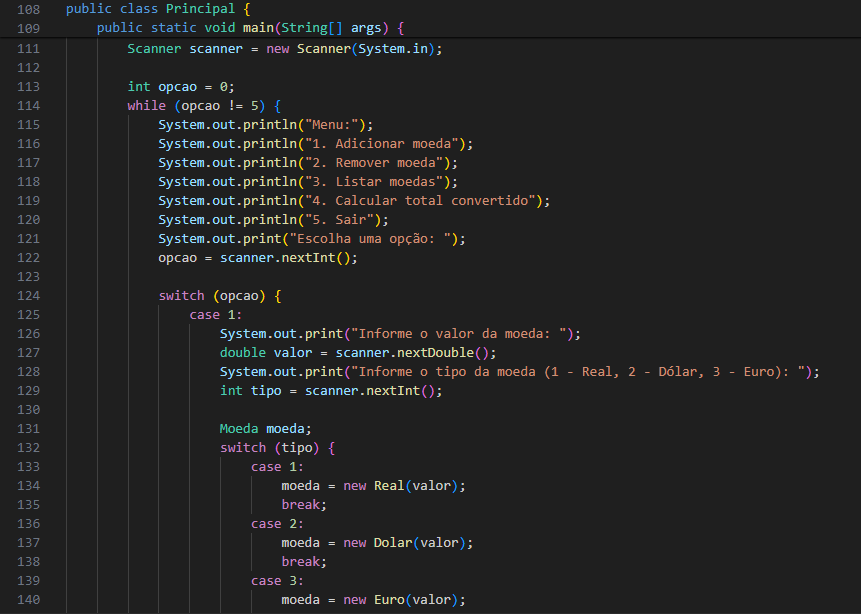 108 public class Principal {
109     public static void main(String[] args) {
111         Scanner scanner = new Scanner(System.in);
112
113         int opcao = 0;
114         while (opcao != 5) {
115             System.out.println("Menu:");
116             System.out.println("1. Adicionar moeda");
117             System.out.println("2. Remover moeda");
118             System.out.println("3. Listar moedas");
119             System.out.println("4. Calcular total convertido");
120             System.out.println("5. Sair");
121             System.out.print("Escolha uma opção: ");
122             opcao = scanner.nextInt();
123
124             switch (opcao) {
125                 case 1:
126                     System.out.print("Informe o valor da moeda: ");
127                     double valor = scanner.nextDouble();
128                     System.out.print("Informe o tipo da moeda (1 - Real, 2 - Dólar, 3 - Euro): ");
129                     int tipo = scanner.nextInt();
130
131                     Moeda moeda;
132                     switch (tipo) {
133                         case 1:
134                             moeda = new Real(valor);
135                             break;
136                         case 2:
137                             moeda = new Dolar(valor);
138                             break;
139                         case 3:
140                             moeda = new Euro(valor);